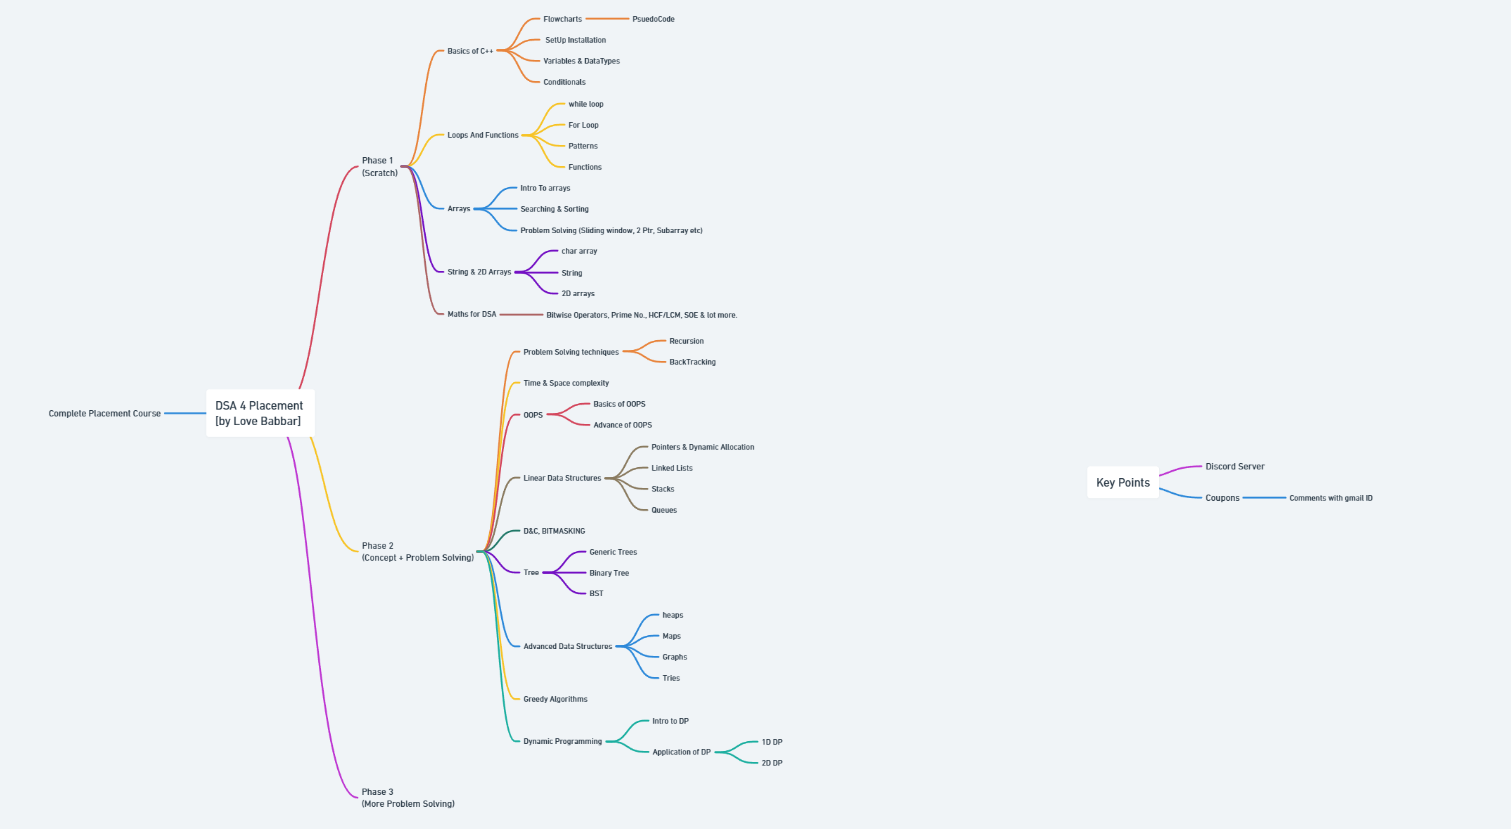 Complete Placement Course
DSA 4 Placement
[by Love Babbar]
Phase 1
(Scratch)
Basics of C++
Flowcharts
PsuedoCode
SetUp Installation
Variables & DataTypes
Conditionals
Loops And Functions
while loop
For Loop
Patterns
Functions
Arrays
Intro To arrays
Searching & Sorting
Problem Solving (Sliding window, 2 Ptr, Subarray etc)
String & 2D Arrays
char array
String
2D arrays
Maths for DSA
Bitwise Operators, Prime No., HCF/LCM, SOE & lot more.
Phase 2
(Concept + Problem Solving)
Problem Solving techniques
Recursion
BackTracking
Time & Space complexity
OOPS
Basics of OOPS
Advance of OOPS
Linear Data Structures
Pointers & Dynamic Allocation
Linked Lists
Stacks
Queues
D&C, BITMASKING
Tree
Generic Trees
Binary Tree
BST
Advanced Data Structures
heaps
Maps
Graphs
Tries
Greedy Algorithms
Dynamic Programming
Intro to DP
Application of DP
1D DP
2D DP
Phase 3
(More Problem Solving)
Key Points
Discord Server
Coupons
Comments with gmail ID